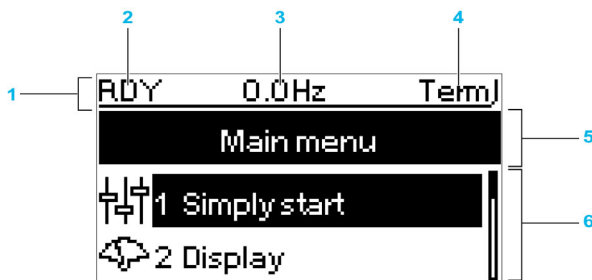 2 3 4
1 RDY 0.0Hz Term
Main menu 5
1 Simply start 6
2 Display